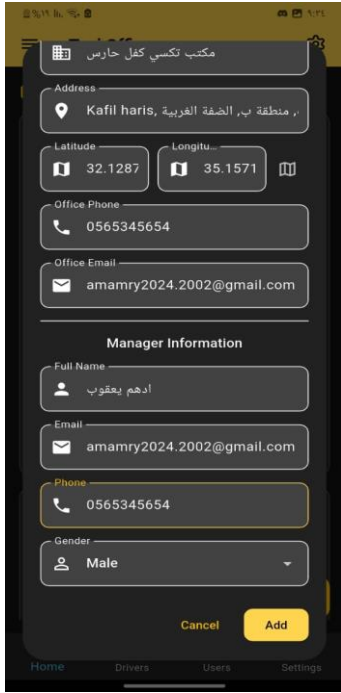 مكتب تكسي كفل حارس
Address
Kafil haris, منطقة ب, الضفة الغربية,
Latitude
Longitu...
32.1287
35.1571
Office Phone
0565345654
Office Email
amamry2024.2002@gmail.com
Manager Information
Full Name
ادهم يعقوب
Email
amamry2024.2002@gmail.com
Phone
0565345654
Gender
Male
Cancel
Add
Home
Drivers
Users
Settings